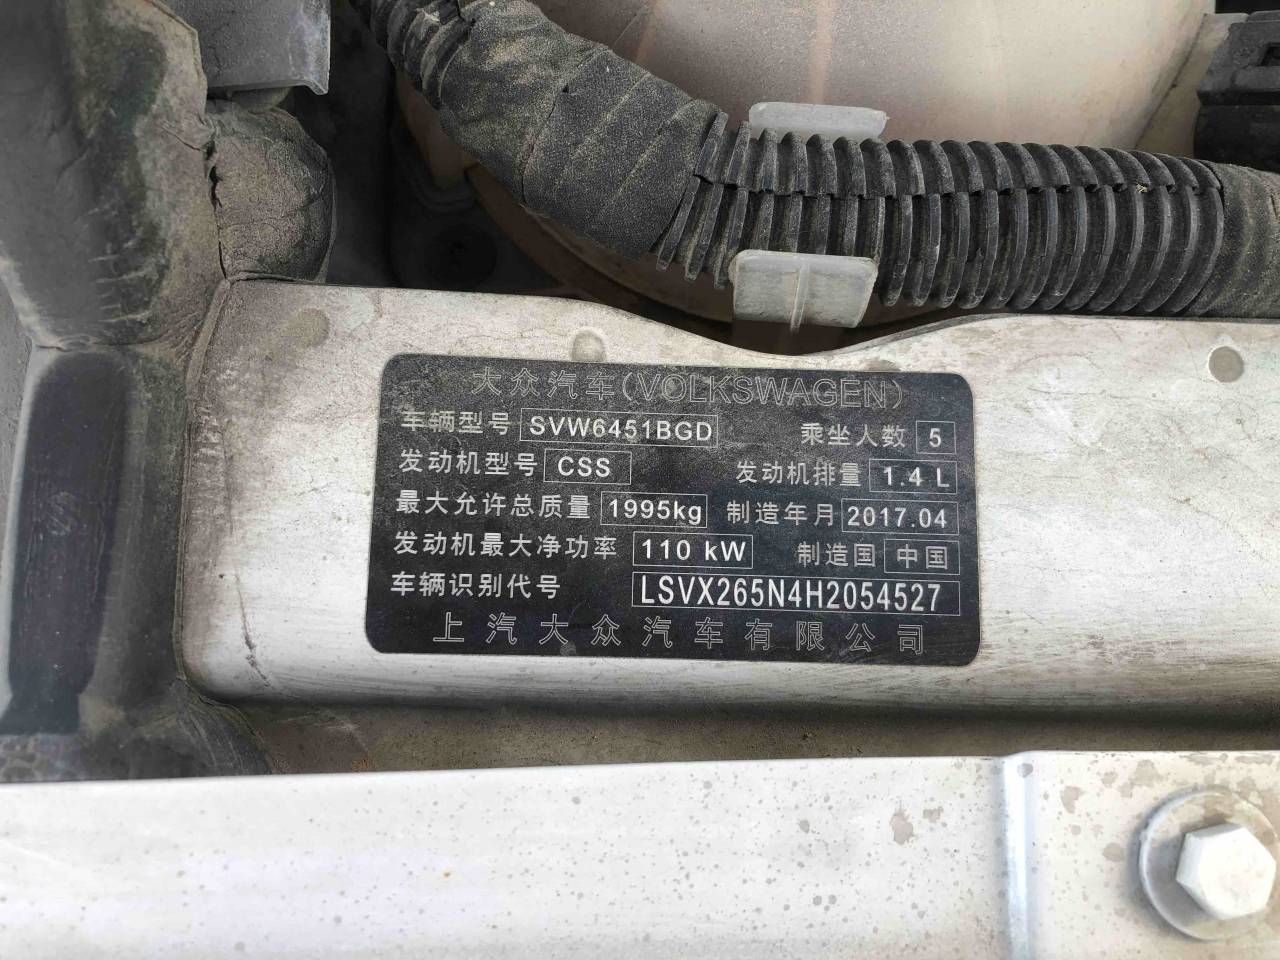 大众汽车(VOLKSWAGEN)
车辆型号 SVW6451BGD 乘坐人数 5
发动机型号 CSS 发动机排量 1.4 L
最大允许总质量 1995kg 制造年月 2017.04
发动机最大净功率 110 kW 制造国 中国
车辆识别代号 LSVX265N4H2054527
上汽大众汽车有限公司